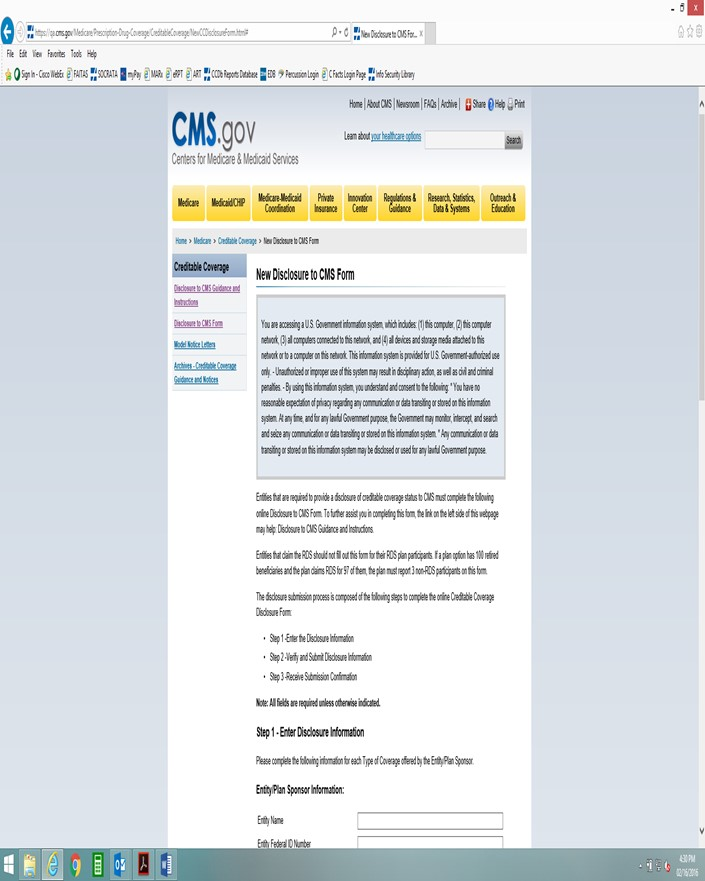 https://qa.cms.gov/Medicare/Prescription-Drug-Coverage/CreditableCoverage/NewCCDisclosureForm.html#
New Disclosure to CMS For...
File Edit View Favorites Tools Help
Sign In - Cisco WebEx FAITAS SOCRATA myPay MARx eRPT ART CCDb Reports Database EDB Percussion Login C Facts Login Page Info Security Library
Home | About CMS | Newsroom | FAQs | Archive | Share Help Print
CMS.gov
Centers for Medicare & Medicaid Services
Learn about your healthcare options
Search
Medicare
Medicaid/CHIP
Medicare-Medicaid
Coordination
Private
Insurance
Innovation
Center
Regulations &
Guidance
Research, Statistics,
Data & Systems
Outreach &
Education
Home > Medicare > Creditable Coverage > New Disclosure to CMS Form
Creditable Coverage
Disclosure to CMS Guidance and
Instructions
Disclosure to CMS Form
Model Notice Letters
Archives - Creditable Coverage
Guidance and Notices
New Disclosure to CMS Form
You are accessing a U.S. Government information system, which includes: (1) this computer, (2) this computer
network, (3) all computers connected to this network, and (4) all devices and storage media attached to this
network or to a computer on this network. This information system is provided for U.S. Government-authorized use
only. - Unauthorized or improper use of this system may result in disciplinary action, as well as civil and criminal
penalties. - By using this information system, you understand and consent to the following: * You have no
reasonable expectation of privacy regarding any communication or data transiting or stored on this information
system. At any time, and for any lawful Government purpose, the Government may monitor, intercept, and search
and seize any communication or data transiting or stored on this information system. * Any communication or data
transiting or stored on this information system may be disclosed or used for any lawful Government purpose.
Entities that are required to provide a disclosure of creditable coverage status to CMS must complete the following
online Disclosure to CMS Form. To further assist you in completing this form, the link on the left side of this webpage
may help: Disclosure to CMS Guidance and Instructions.
Entities that claim the RDS should not fill out this form for their RDS plan participants. If a plan option has 100 retired
beneficiaries and the plan claims RDS for 97 of them, the plan must report 3 non-RDS participants on this form.
The disclosure submission process is composed of the following steps to complete the online Creditable Coverage
Disclosure Form:
• Step 1 -Enter the Disclosure Information
• Step 2 -Verify and Submit Disclosure Information
• Step 3 -Receive Submission Confirmation
Note: All fields are required unless otherwise indicated.
Step 1 - Enter Disclosure Information
Please complete the following information for each Type of Coverage offered by the Entity/Plan Sponsor.
Entity/Plan Sponsor Information:
Entity Name
Entity Federal ID Number
4:30 PM
02/16/2016